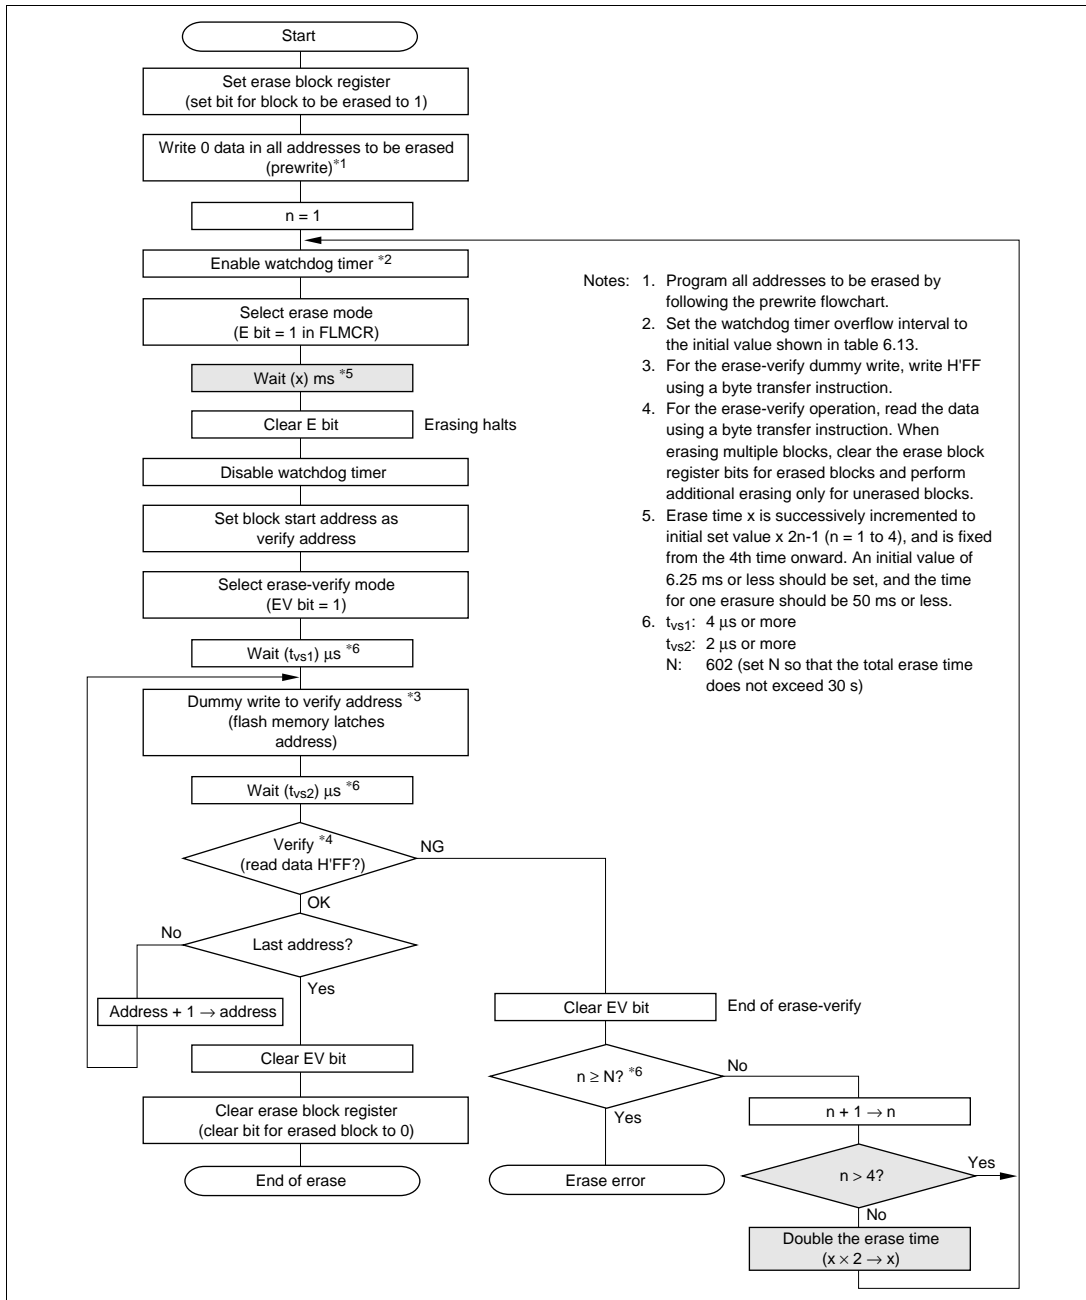 Start
Set erase block register
(set bit for block to be erased to 1)
Write 0 data in all addresses to be erased
(prewrite)*1
n = 1
Enable watchdog timer *2
Select erase mode
(E bit = 1 in FLMCR)
Wait (x) ms *5
Clear E bit
Erasing halts
Disable watchdog timer
Set block start address as
verify address
Select erase-verify mode
(EV bit = 1)
Wait (tvs1) μs *6
Dummy write to verify address *3
(flash memory latches
address)
Wait (tvs2) μs *6
Verify *4
(read data H'FF?)
NG
OK
No
Last address?
Yes
Address + 1 → address
Clear EV bit
Clear erase block register
(clear bit for erased block to 0)
End of erase
Clear EV bit
End of erase-verify
n ≥ N? *6
No
Yes
Erase error
n + 1 → n
n > 4?
Yes
No
Double the erase time
(x × 2 → x)
Notes: 1. Program all addresses to be erased by
following the prewrite flowchart.
2. Set the watchdog timer overflow interval to
the initial value shown in table 6.13.
3. For the erase-verify dummy write, write H'FF
using a byte transfer instruction.
4. For the erase-verify operation, read the data
using a byte transfer instruction. When
erasing multiple blocks, clear the erase block
register bits for erased blocks and perform
additional erasing only for unerased blocks.
5. Erase time x is successively incremented to
initial set value x 2n-1 (n = 1 to 4), and is fixed
from the 4th time onward. An initial value of
6.25 ms or less should be set, and the time
for one erasure should be 50 ms or less.
6. tvs1: 4 μs or more
tvs2: 2 μs or more
N: 602 (set N so that the total erase time
does not exceed 30 s)